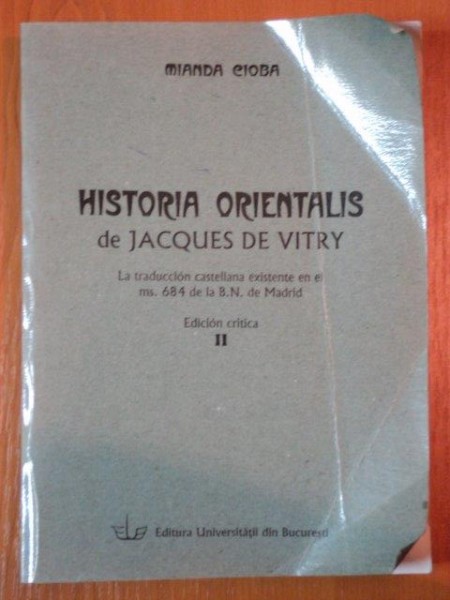 MIANDA CIOBA
HISTORIA ORIENTALIS
de JACQUES DE VITRY
La traducción castellana existente en el
ms. 684 de la B.N. de Madrid
Edición crítica
II
Editura Universității din București